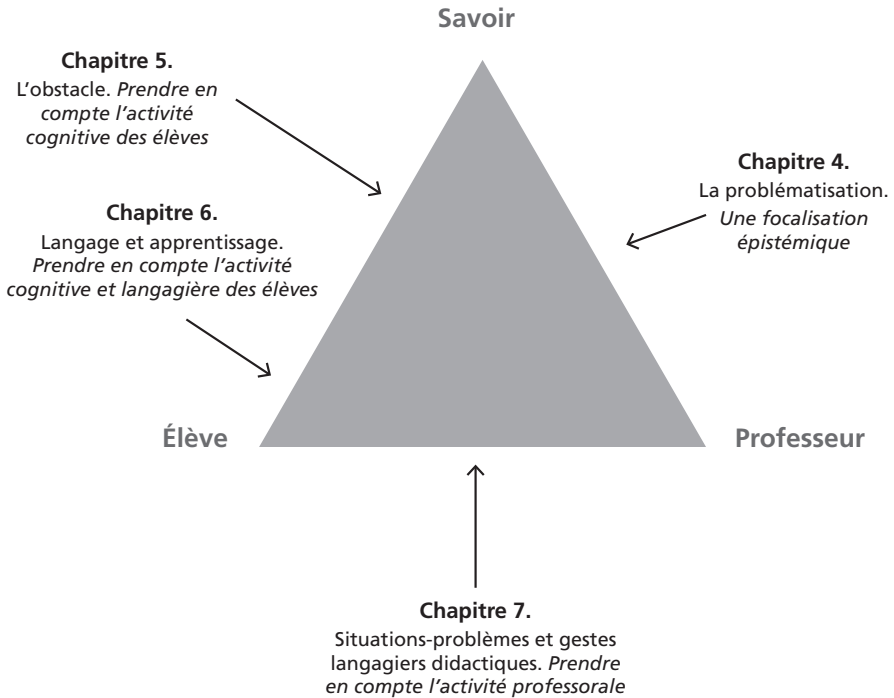 Savoir
Chapitre 5.
L'obstacle. Prendre en
compte l'activité
cognitive des élèves
Chapitre 4.
La problématisation.
Une focalisation
épistémique
Chapitre 6.
Langage et apprentissage.
Prendre en compte l'activité
cognitive et langagière des élèves
Élève
Professeur
Chapitre 7.
Situations-problèmes et gestes
langagiers didactiques. Prendre
en compte l'activité professorale